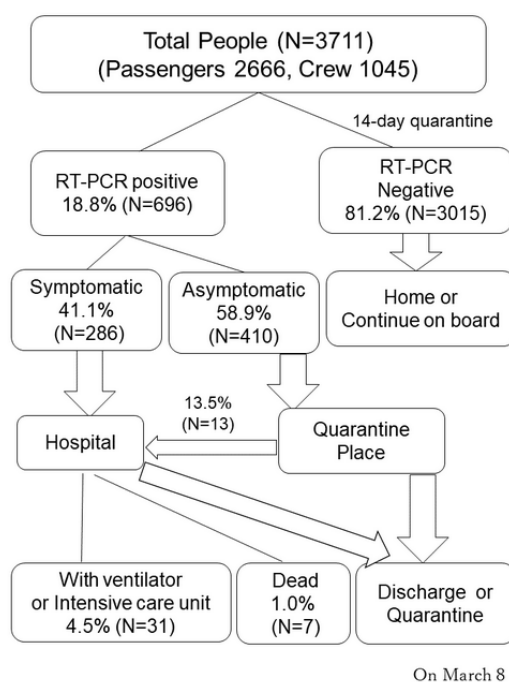 Total People (N=3711)
(Passengers 2666, Crew 1045)
14-day quarantine
RT-PCR positive
18.8% (N=696)
RT-PCR
Negative
81.2% (N=3015)
Symptomatic
41.1%
(N=286)
Asymptomatic
58.9%
(N=410)
Home or
Continue on board
13.5%
(N=13)
Hospital
Quarantine
Place
With ventilator
or Intensive care unit
4.5% (N=31)
Dead
1.0%
(N=7)
Discharge or
Quarantine
On March 8